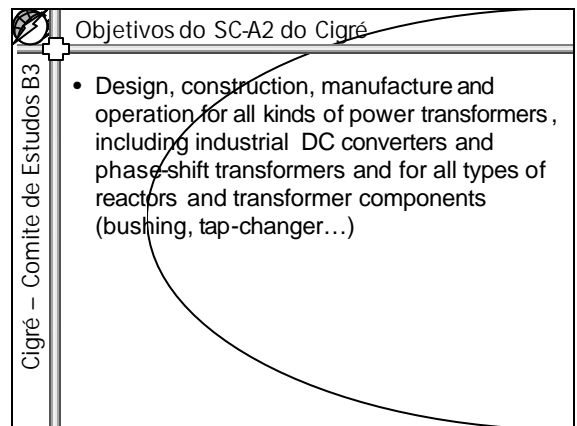 Objetivos do SC-A2 do Cigré
Cigré – Comite de Estudos B3
• Design, construction, manufacture and
operation for all kinds of power transformers,
including industrial DC converters and
phase-shift transformers and for all types of
reactors and transformer components
(bushing, tap-changer…)